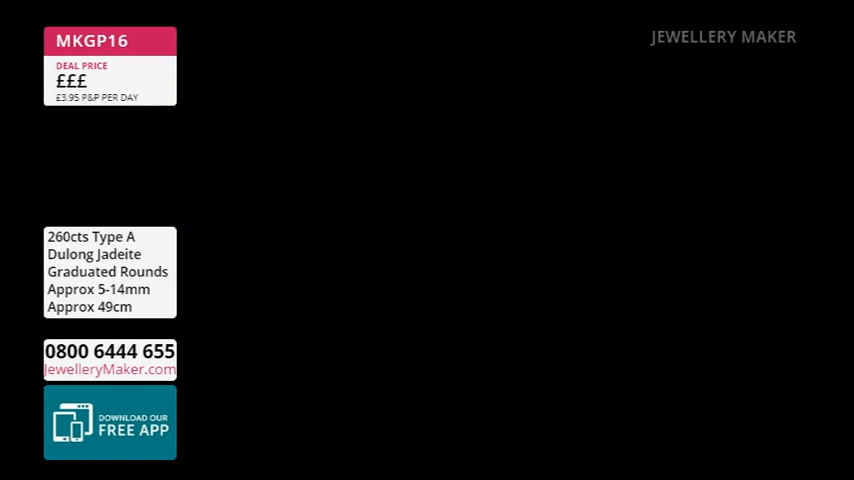 MKGP16
JEWELLERY MAKER
DEAL PRICE
£££
£3.95 P&P PER DAY
260cts Type A
Dulong Jadeite
Graduated Rounds
Approx 5-14mm
Approx 49cm
0800 6444 655
JewelleryMaker.com
DOWNLOAD OUR
FREE APP